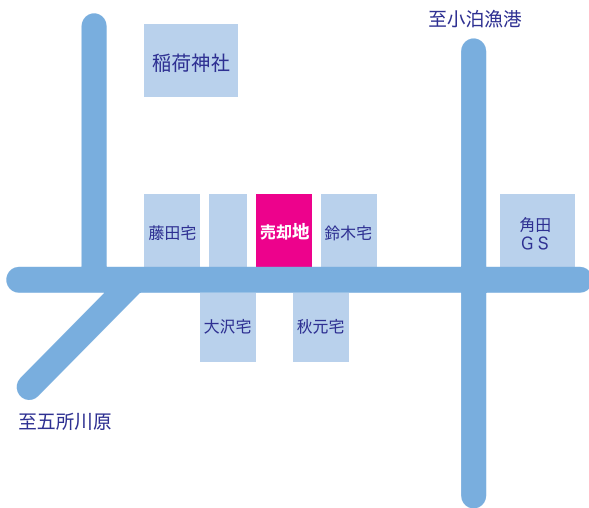 至小泊漁港
稲荷神社
藤田宅
売却地
鈴木宅
角田
ＧＳ
大沢宅
秋元宅
至五所川原